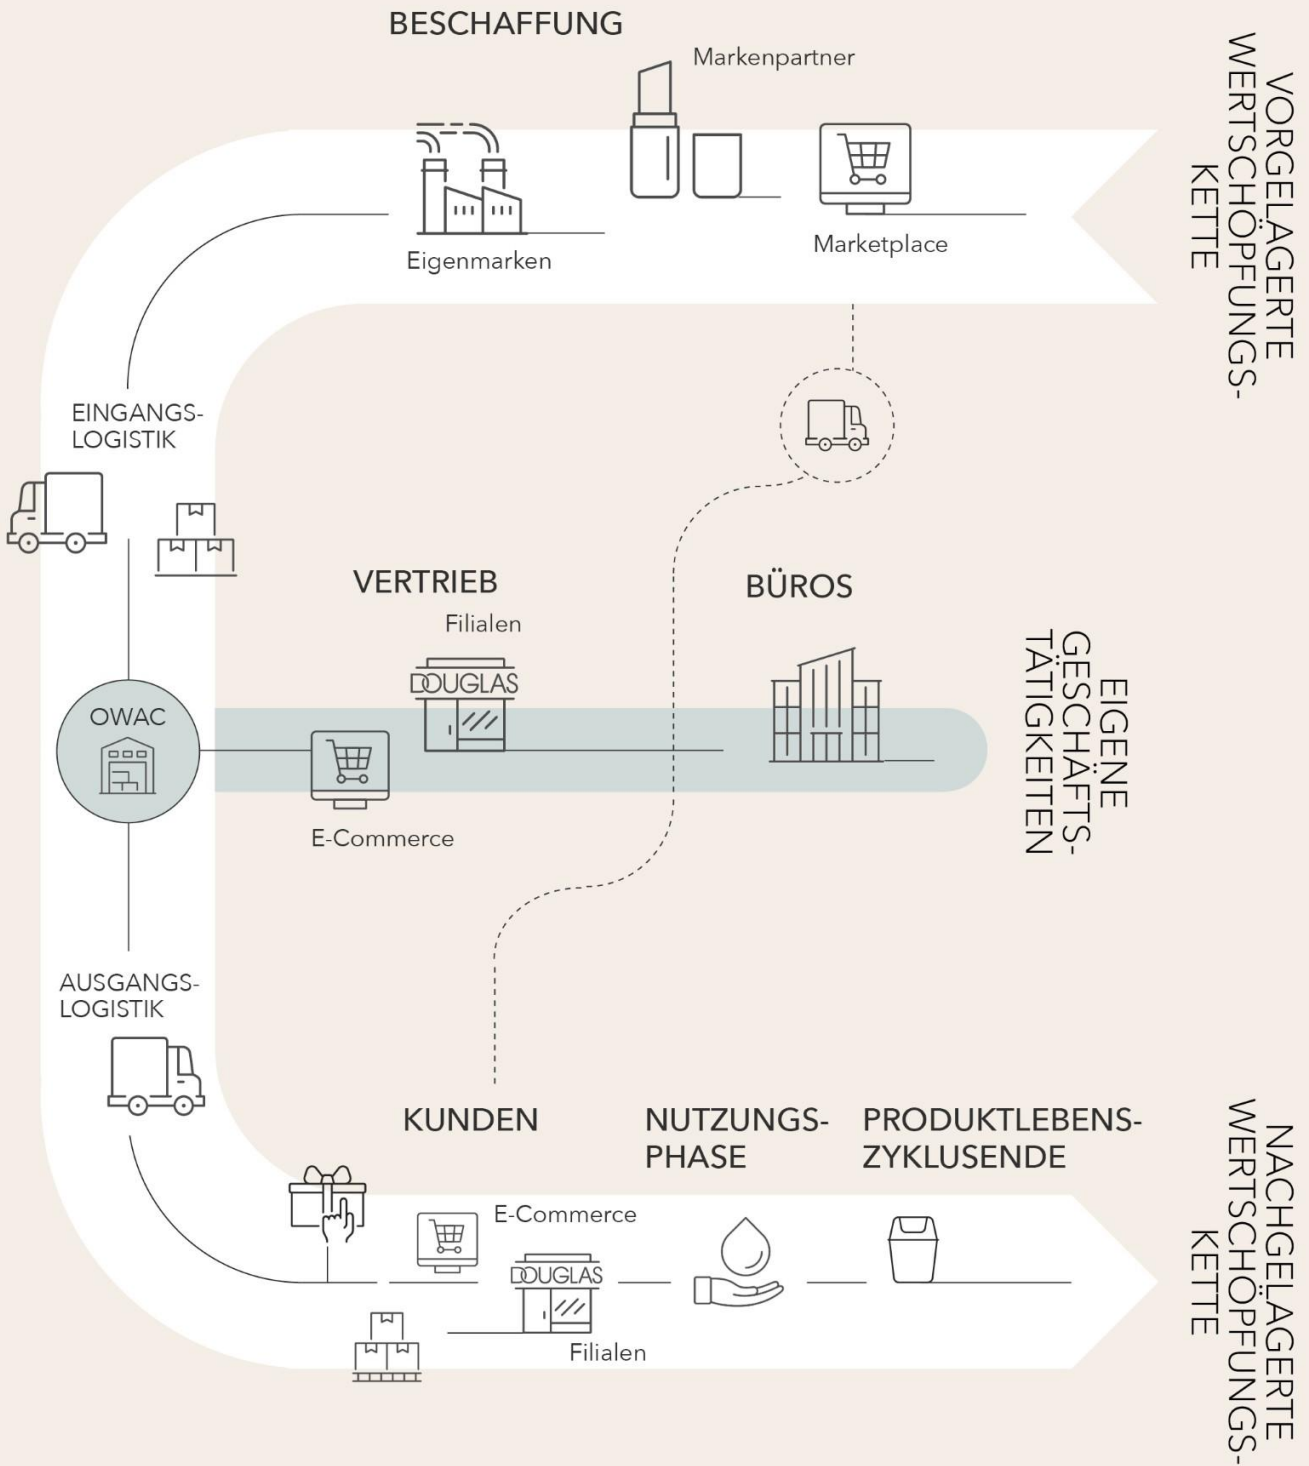 BESCHAFFUNG
Markenpartner
Eigenmarken
Marketplace
VORGELAGERTE
WERTSCHÖPFUNGS-
KETTE
EINGANGS-
LOGISTIK
VERTRIEB
Filialen
DOUGLAS
BÜROS
OWAC
E-Commerce
EIGENE
GESCHÄFTS-
TÄTIGKEITEN
AUSGANGS-
LOGISTIK
KUNDEN
NUTZUNGS-
PHASE
PRODUKTLEBENS-
ZYKLUSENDE
E-Commerce
DOUGLAS
Filialen
NACHGELAGERTE
WERTSCHÖPFUNGS-
KETTE